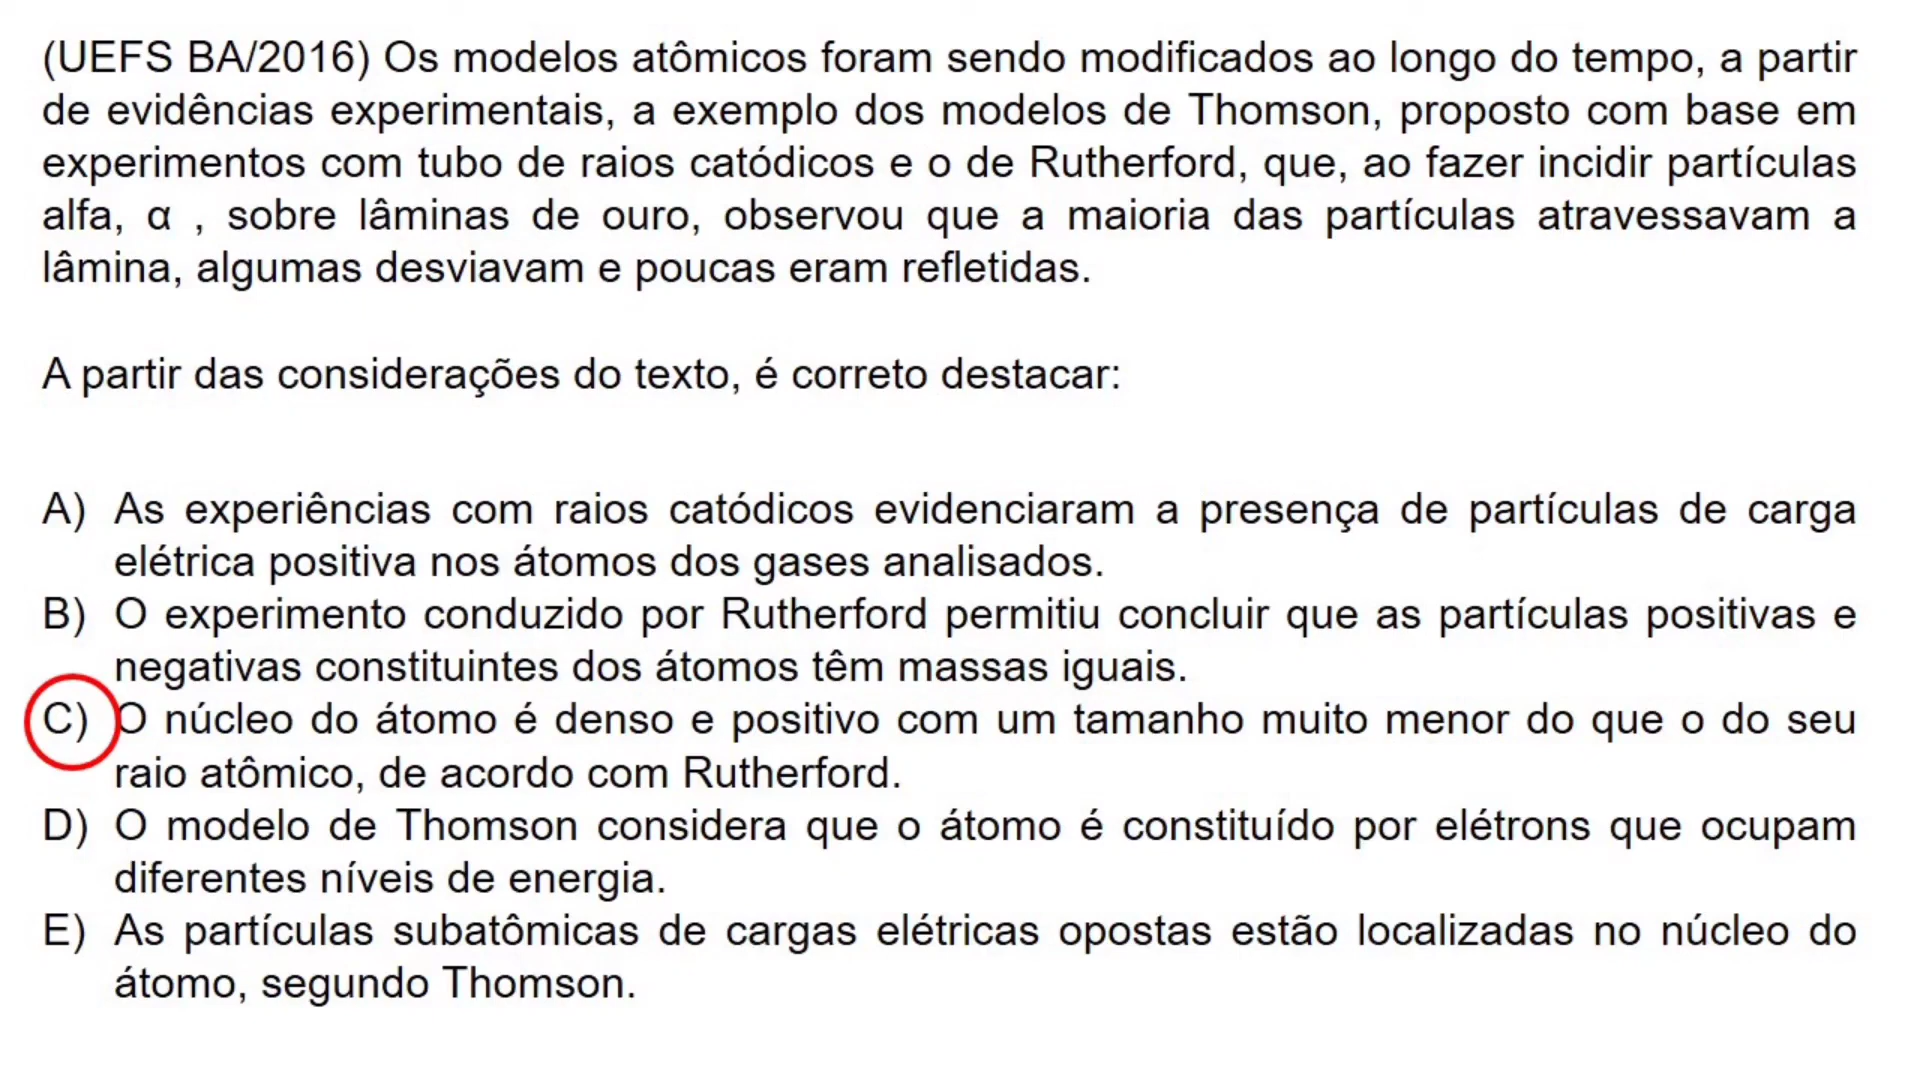 (UEFS BA/2016) Os modelos atômicos foram sendo modificados ao longo do tempo, a partir
de evidências experimentais, a exemplo dos modelos de Thomson, proposto com base em
experimentos com tubo de raios catódicos e o de Rutherford, que, ao fazer incidir partículas
alfa, α , sobre lâminas de ouro, observou que a maioria das partículas atravessavam a
lâmina, algumas desviavam e poucas eram refletidas.
A partir das considerações do texto, é correto destacar:
A) As experiências com raios catódicos evidenciaram a presença de partículas de carga
elétrica positiva nos átomos dos gases analisados.
B) O experimento conduzido por Rutherford permitiu concluir que as partículas positivas e
negativas constituintes dos átomos têm massas iguais.
C) O núcleo do átomo é denso e positivo com um tamanho muito menor do que o do seu
raio atômico, de acordo com Rutherford.
D) O modelo de Thomson considera que o átomo é constituído por elétrons que ocupam
diferentes níveis de energia.
E) As partículas subatômicas de cargas elétricas opostas estão localizadas no núcleo do
átomo, segundo Thomson.